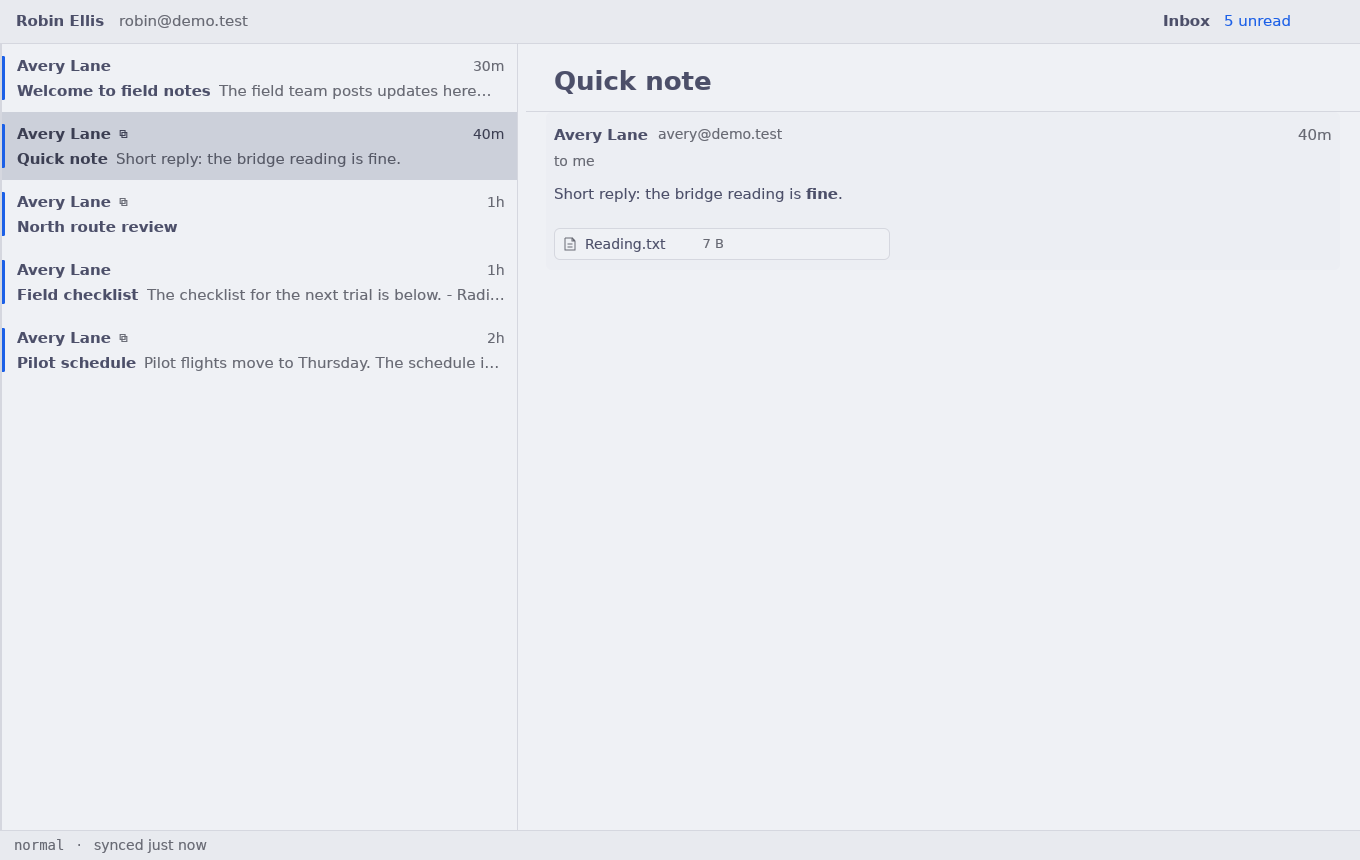 Robin Ellis robin@demo.test
Inbox 5 unread
Avery Lane 30m
Welcome to field notes The field team posts updates here…
Avery Lane 40m
Quick note Short reply: the bridge reading is fine.
Avery Lane 1h
North route review
Avery Lane 1h
Field checklist The checklist for the next trial is below. - Radi…
Avery Lane 2h
Pilot schedule Pilot flights move to Thursday. The schedule i…
Quick note
Avery Lane avery@demo.test 40m
to me
Short reply: the bridge reading is fine.
Reading.txt 7 B
normal · synced just now